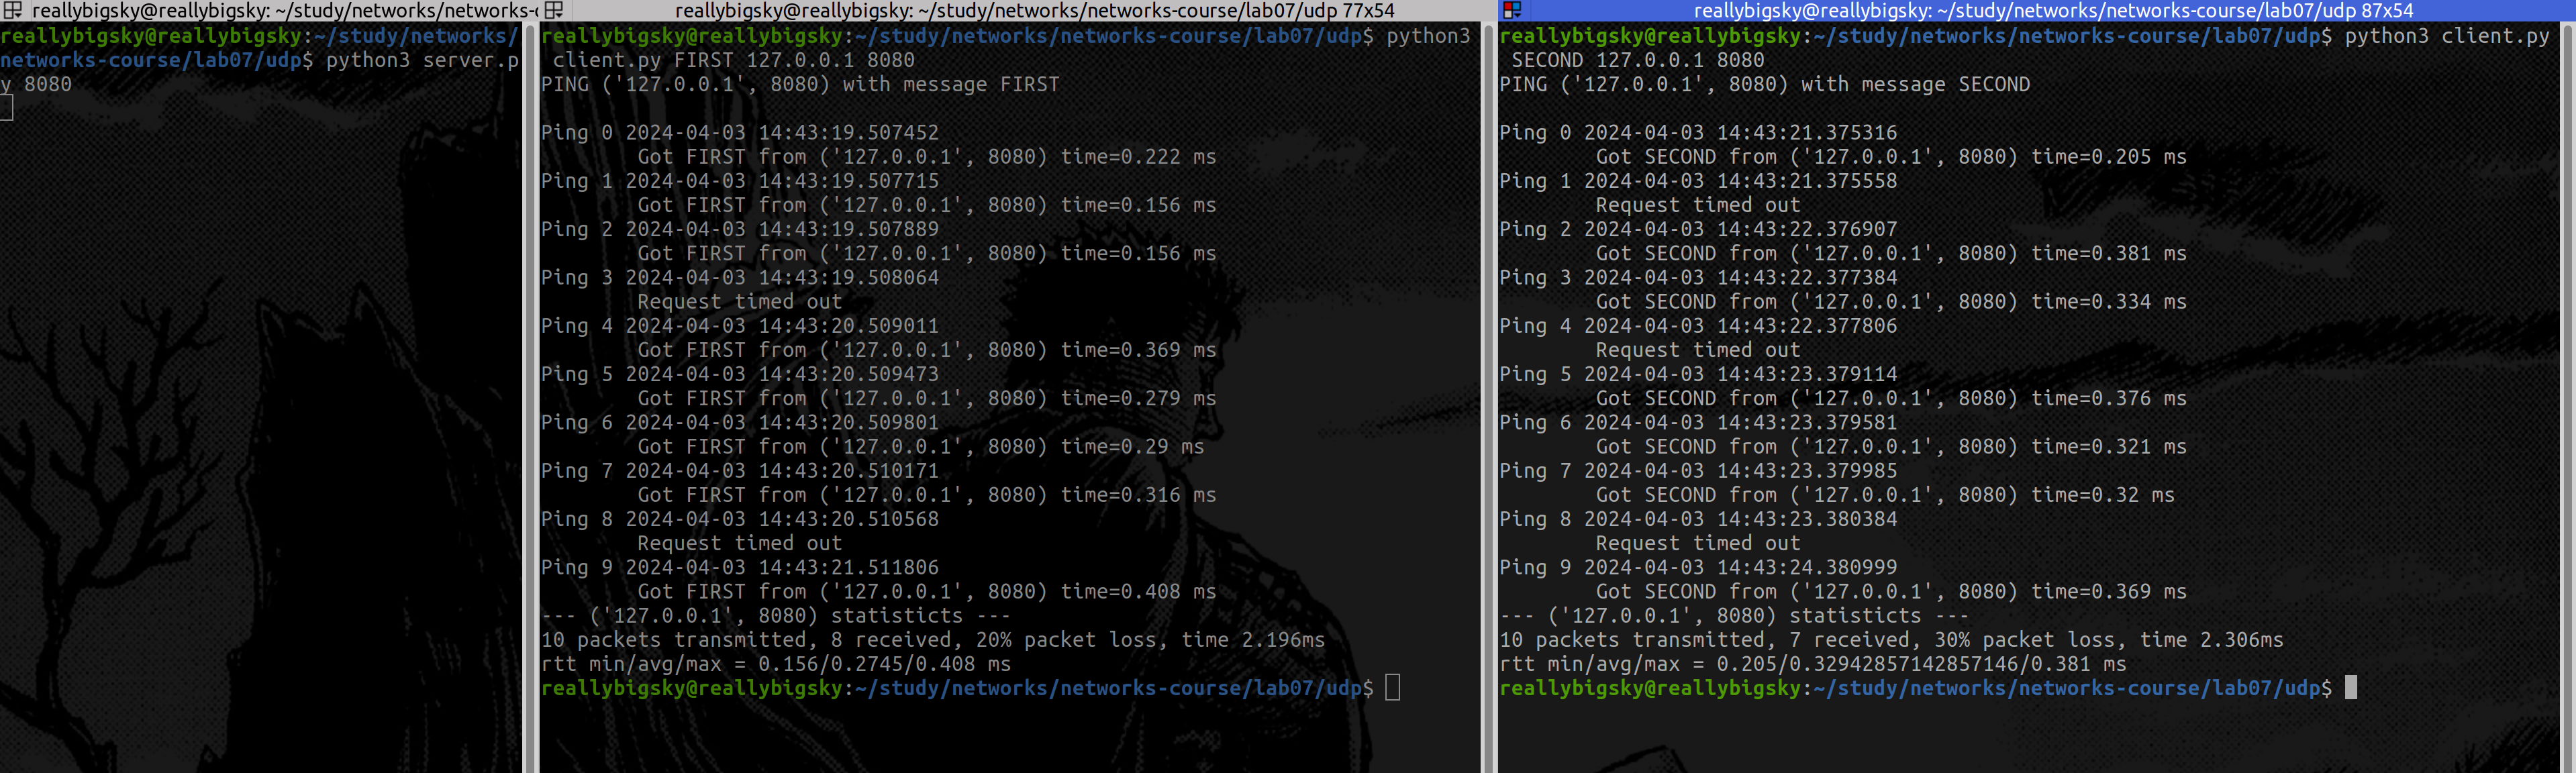 reallybigsky@reallybigsky: ~/study/networks/networks-c
reallybigsky@reallybigsky:~/study/networks/
networks-course/lab07/udp$ python3 server.p
y 8080
reallybigsky@reallybigsky: ~/study/networks/networks-course/lab07/udp 77x54
reallybigsky@reallybigsky:~/study/networks/networks-course/lab07/udp$ python3
 client.py FIRST 127.0.0.1 8080
PING ('127.0.0.1', 8080) with message FIRST
Ping 0 2024-04-03 14:43:19.507452
Got FIRST from ('127.0.0.1', 8080) time=0.222 ms
Ping 1 2024-04-03 14:43:19.507715
Got FIRST from ('127.0.0.1', 8080) time=0.156 ms
Ping 2 2024-04-03 14:43:19.507889
Got FIRST from ('127.0.0.1', 8080) time=0.156 ms
Ping 3 2024-04-03 14:43:19.508064
Request timed out
Ping 4 2024-04-03 14:43:20.509011
Got FIRST from ('127.0.0.1', 8080) time=0.369 ms
Ping 5 2024-04-03 14:43:20.509473
Got FIRST from ('127.0.0.1', 8080) time=0.279 ms
Ping 6 2024-04-03 14:43:20.509801
Got FIRST from ('127.0.0.1', 8080) time=0.29 ms
Ping 7 2024-04-03 14:43:20.510171
Got FIRST from ('127.0.0.1', 8080) time=0.316 ms
Ping 8 2024-04-03 14:43:20.510568
Request timed out
Ping 9 2024-04-03 14:43:21.511806
Got FIRST from ('127.0.0.1', 8080) time=0.408 ms
--- ('127.0.0.1', 8080) statisticts ---
10 packets transmitted, 8 received, 20% packet loss, time 2.196ms
rtt min/avg/max = 0.156/0.2745/0.408 ms
reallybigsky@reallybigsky:~/study/networks/networks-course/lab07/udp$
reallybigsky@reallybigsky: ~/study/networks/networks-course/lab07/udp 87x54
reallybigsky@reallybigsky:~/study/networks/networks-course/lab07/udp$ python3 client.py
 SECOND 127.0.0.1 8080
PING ('127.0.0.1', 8080) with message SECOND
Ping 0 2024-04-03 14:43:21.375316
Got SECOND from ('127.0.0.1', 8080) time=0.205 ms
Ping 1 2024-04-03 14:43:21.375558
Request timed out
Ping 2 2024-04-03 14:43:22.376907
Got SECOND from ('127.0.0.1', 8080) time=0.381 ms
Ping 3 2024-04-03 14:43:22.377384
Got SECOND from ('127.0.0.1', 8080) time=0.334 ms
Ping 4 2024-04-03 14:43:22.377806
Request timed out
Ping 5 2024-04-03 14:43:23.379114
Got SECOND from ('127.0.0.1', 8080) time=0.376 ms
Ping 6 2024-04-03 14:43:23.379581
Got SECOND from ('127.0.0.1', 8080) time=0.321 ms
Ping 7 2024-04-03 14:43:23.379985
Got SECOND from ('127.0.0.1', 8080) time=0.32 ms
Ping 8 2024-04-03 14:43:23.380384
Request timed out
Ping 9 2024-04-03 14:43:24.380999
Got SECOND from ('127.0.0.1', 8080) time=0.369 ms
--- ('127.0.0.1', 8080) statisticts ---
10 packets transmitted, 7 received, 30% packet loss, time 2.306ms
rtt min/avg/max = 0.205/0.32942857142857146/0.381 ms
reallybigsky@reallybigsky:~/study/networks/networks-course/lab07/udp$